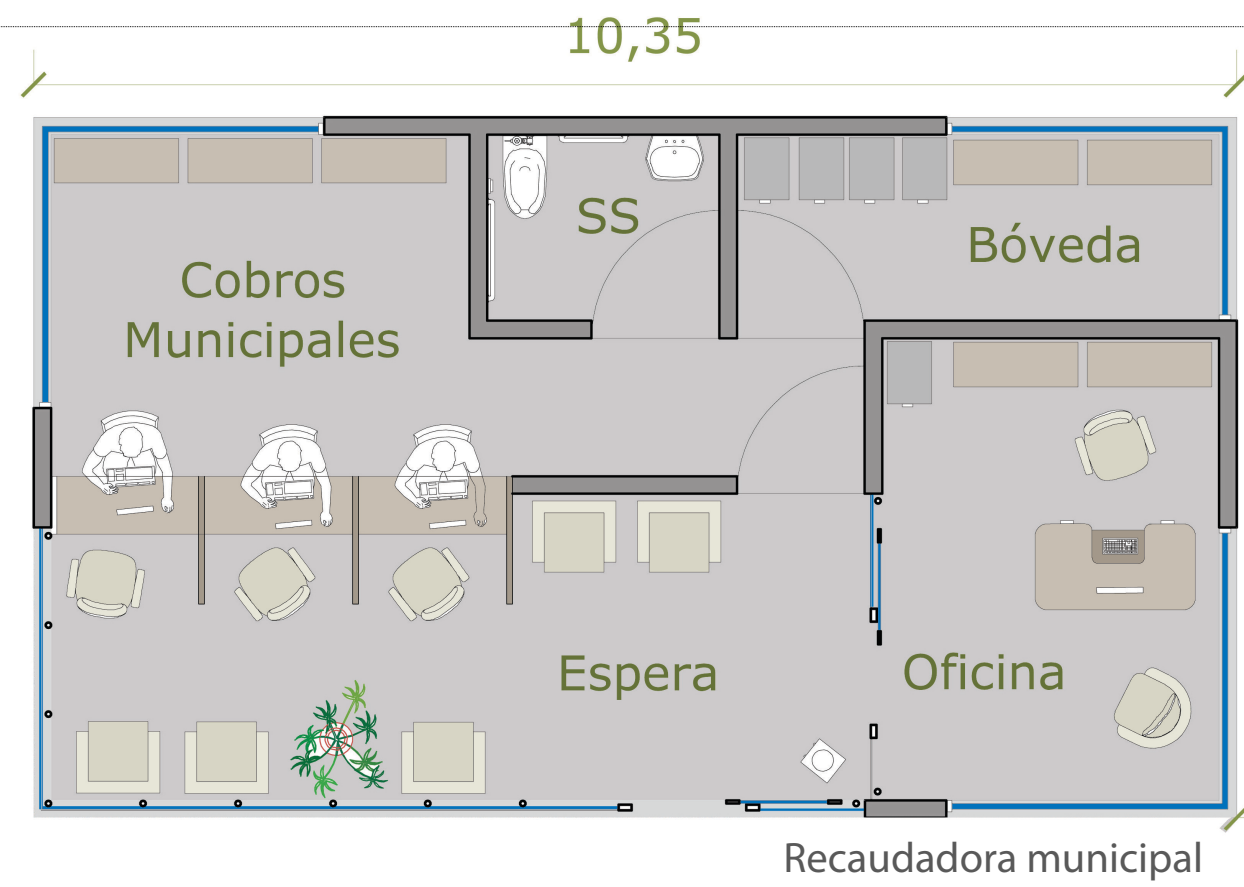 10,35
SS
Bóveda
Cobros
Municipales
Espera
Oficina
Recaudadora municipal